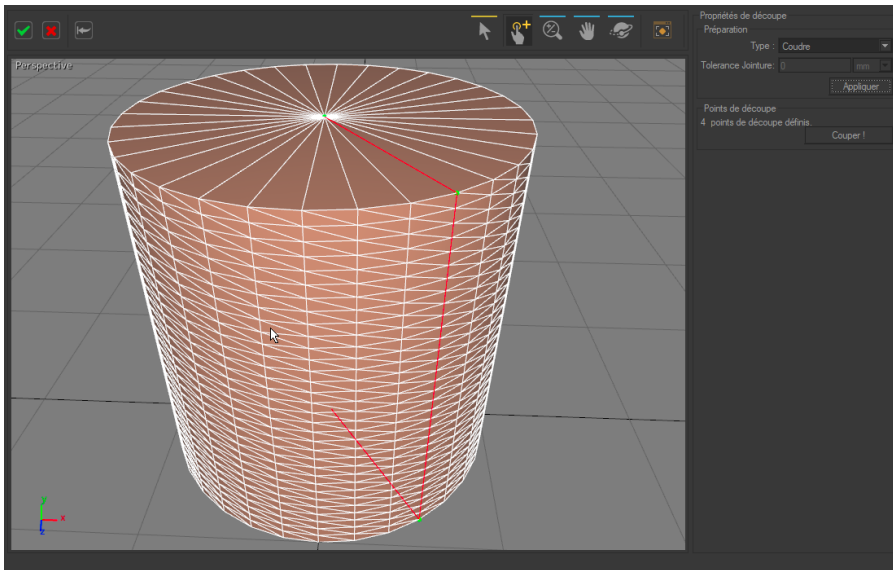 Perspective
Propriétés de découpe
Préparation
Type : Coudre
Tolerance Jointure: 0 mm
Appliquer
Points de découpe
4 points de découpe définis.
Couper !
x
z